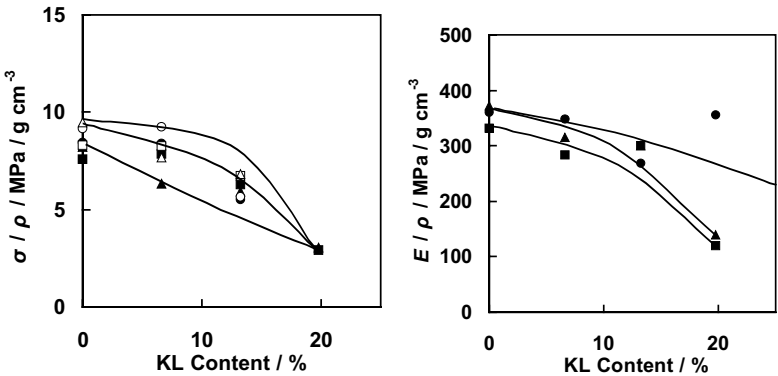 15
10
5
0
σ / ρ / MPa / g cm⁻³
0 10 20
KL Content / %
500
400
300
200
100
0
E / ρ / MPa / g cm⁻³
0 10 20
KL Content / %